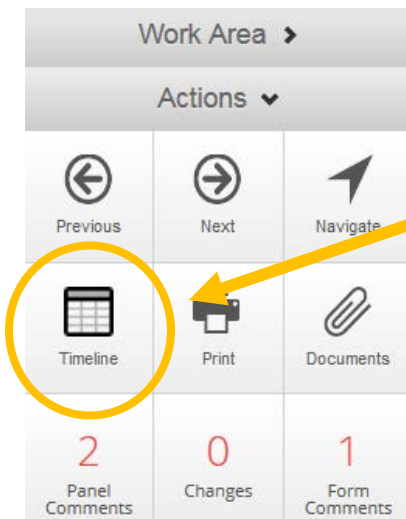 Work Area
Actions
Previous
Next
Navigate
Timeline
Print
Documents
2
0
1
Panel
Comments
Changes
Form
Comments